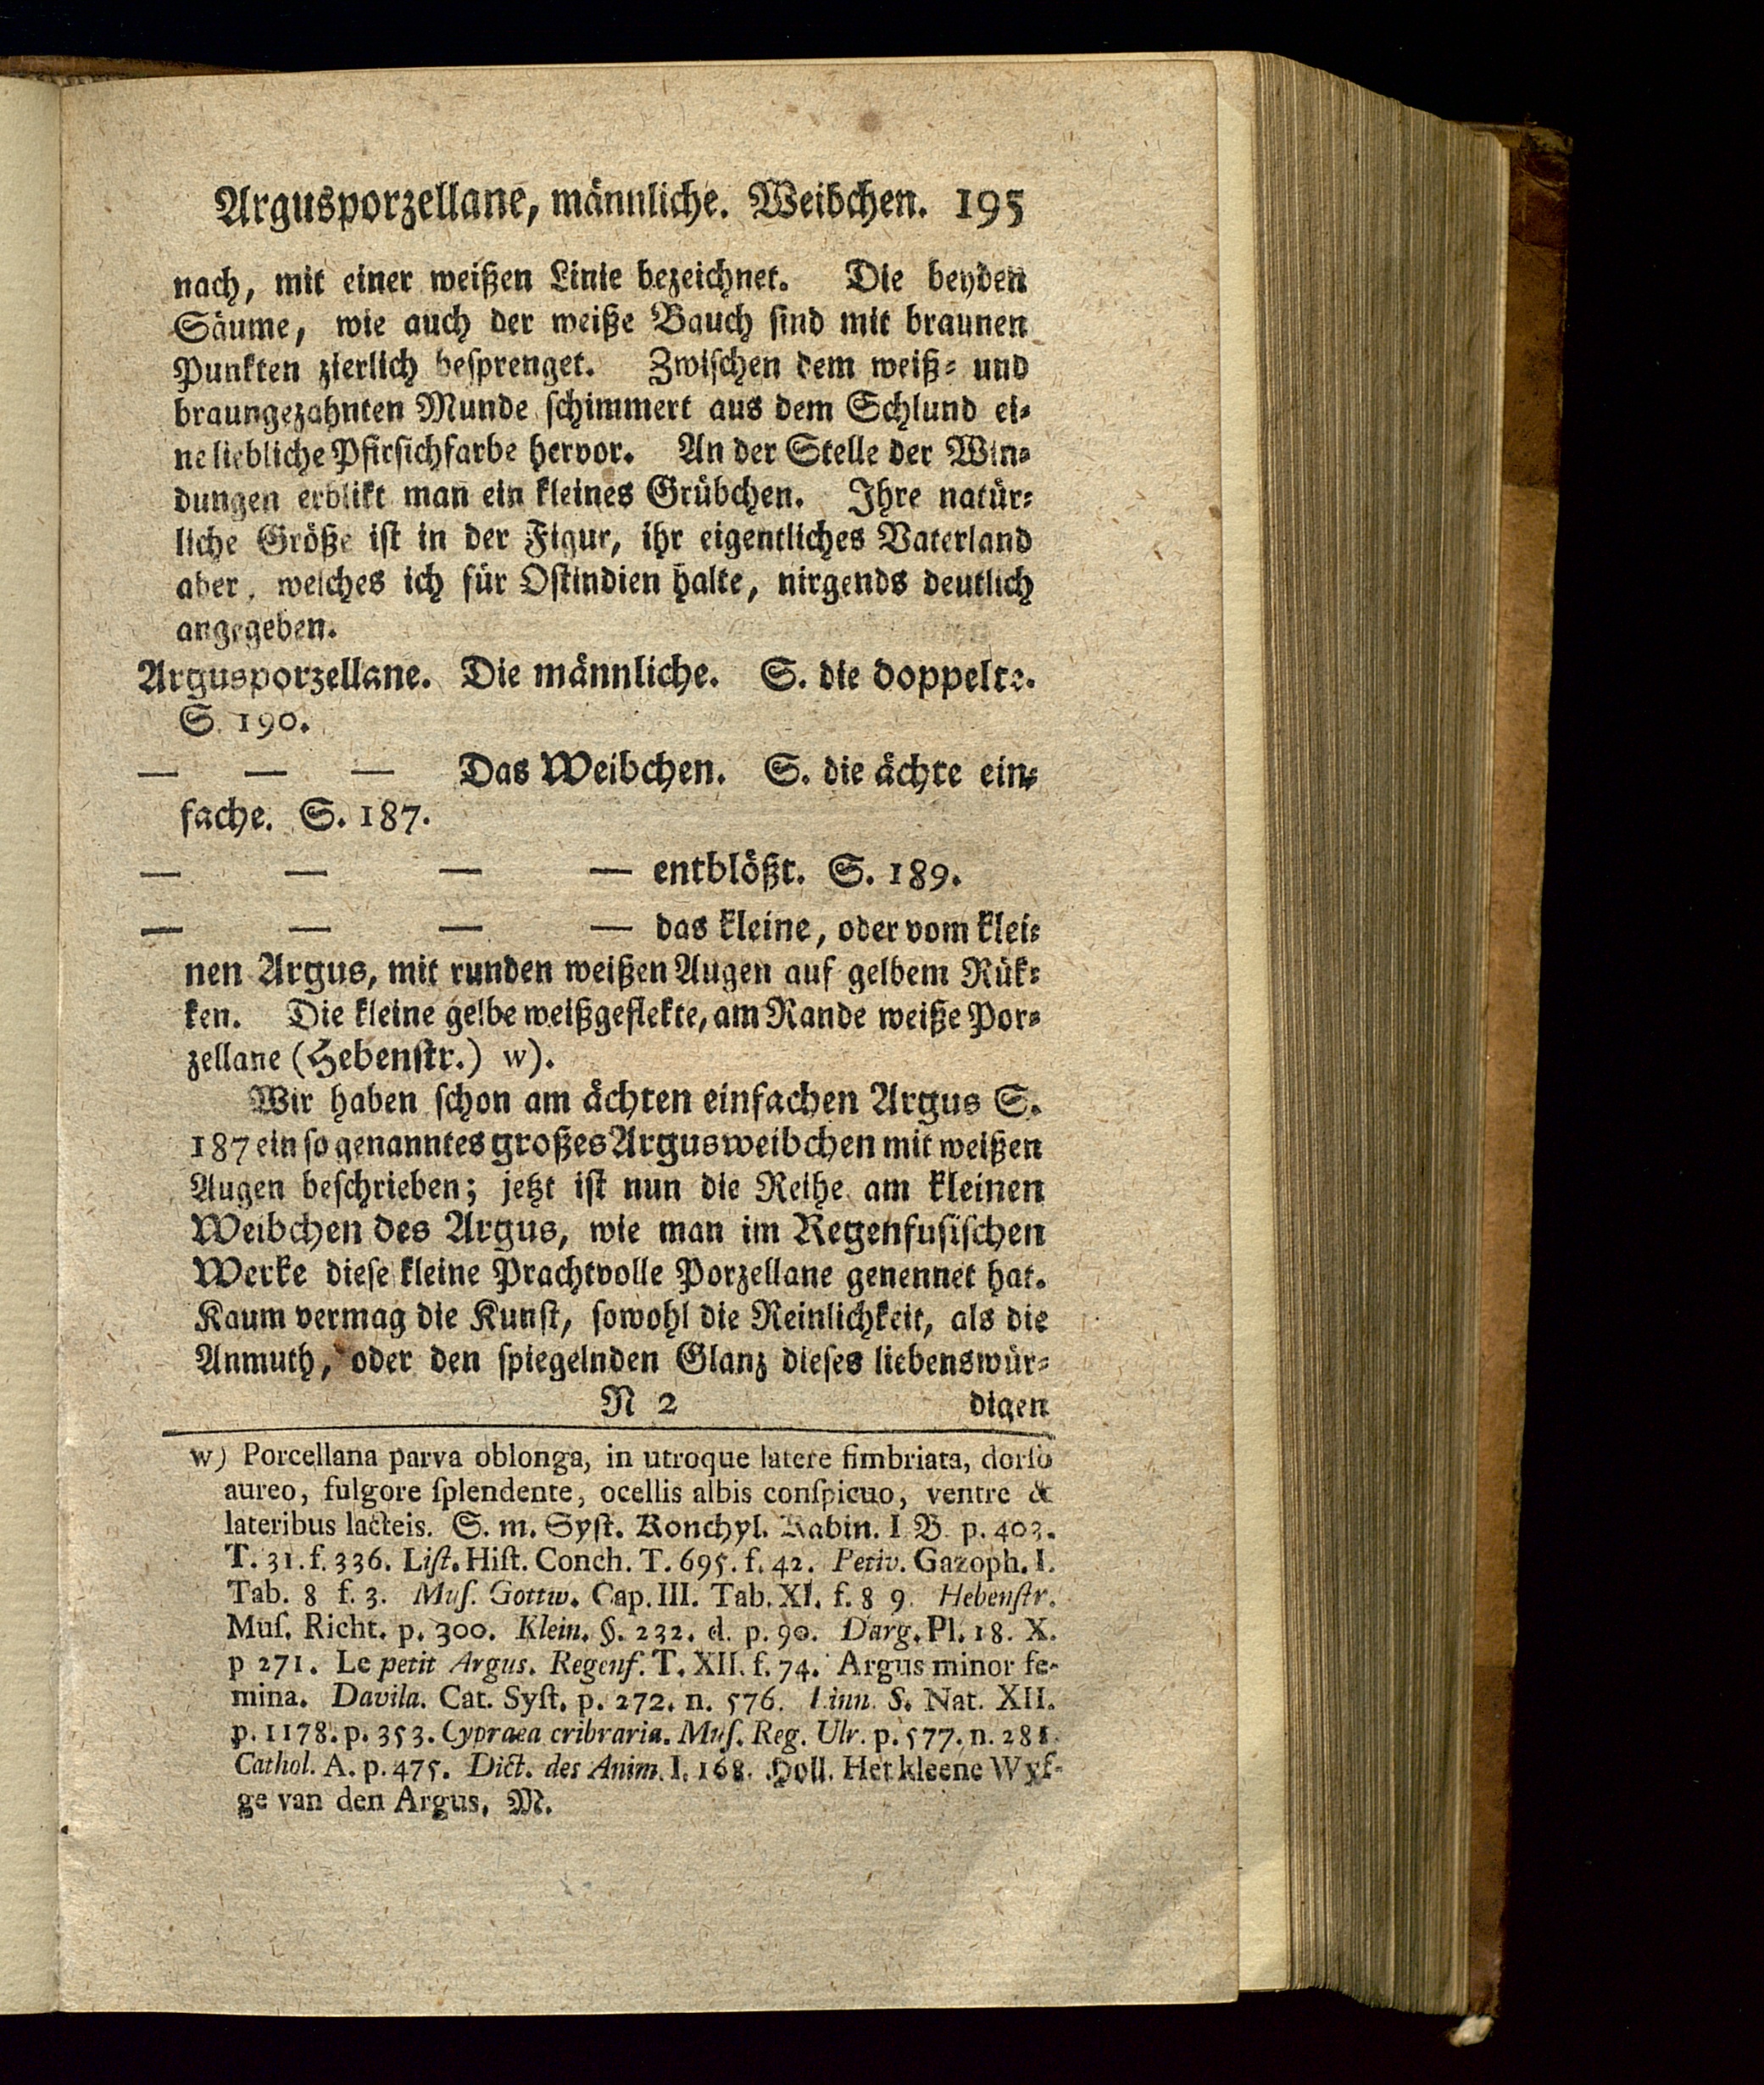 Argusporzellane, männliche. Weibchen. 195
nach, mit einer weißen Linie bezeichnet. Die beyden
Säume, wie auch der weiße Bauch sind mit braunen
Punkten zierlich besprenget. Zwischen dem weiß- und
braungezahnten Munde schimmert aus dem Schlund ei-
ne liebliche Pfirsichfarbe hervor. An der Stelle der Win-
dungen erblikt man ein kleines Grübchen. Ihre natür-
liche Größe ist in der Figur, ihr eigentliches Vaterland
aber, welches ich für Ostindien halte, nirgends deutlich
angegeben.
Argusporzellane. Die männliche. S. die doppelte.
S. 190.
— — — Das Weibchen. S. die ächte ein-
fache. S. 187.
— — — — entblößt. S. 189.
— — — — das kleine, oder vom klei-
nen Argus, mit runden weißen Augen auf gelbem Rük-
ken. Die kleine gelbe weißgeflekte, am Rande weiße Por-
zellane (Hebenstr.) w).
Wir haben schon am ächten einfachen Argus S.
187 ein so genanntes großes Argusweibchen mit weißen
Augen beschrieben; jetzt ist nun die Reihe am kleinen
Weibchen des Argus, wie man im Regenfusischen
Werke diese kleine Prachtvolle Porzellane genennet hat.
Kaum vermag die Kunst, sowohl die Reinlichkeit, als die
Anmuth, oder den spiegelnden Glanz dieses liebenswür-
N 2 digen
w) Porcellana parva oblonga, in utroque latere fimbriata, dorso
aureo, fulgore splendente, ocellis albis conspicuo, ventre &
lateribus lacteis. S. m. Syst. Konchyl. Kabin. I B. p. 403.
T. 31. f. 336. List. Hist. Conch. T. 695. f. 42. Petiv. Gazoph. I.
Tab. 8 f. 3. Mus. Gottw. Cap. III. Tab. XI. f. 8 9. Hebenstr.
Mus. Richt. p. 300. Klein. §. 232. d. p. 90. Darg. Pl. 18. X.
p 271. Le petit Argus. Regenf. T. XII. f. 74. Argus minor fe-
mina. Davila. Cat. Syst. p. 272. n. 576. Linn. S. Nat. XII.
p. 1178. p. 353. Cypraea cribraria. Mus. Reg. Ulr. p. 577. n. 281.
Cathol. A. p. 475. Dict. des Anim. I. 168. Holl. Het kleene Wyf-
ge van den Argus, M.